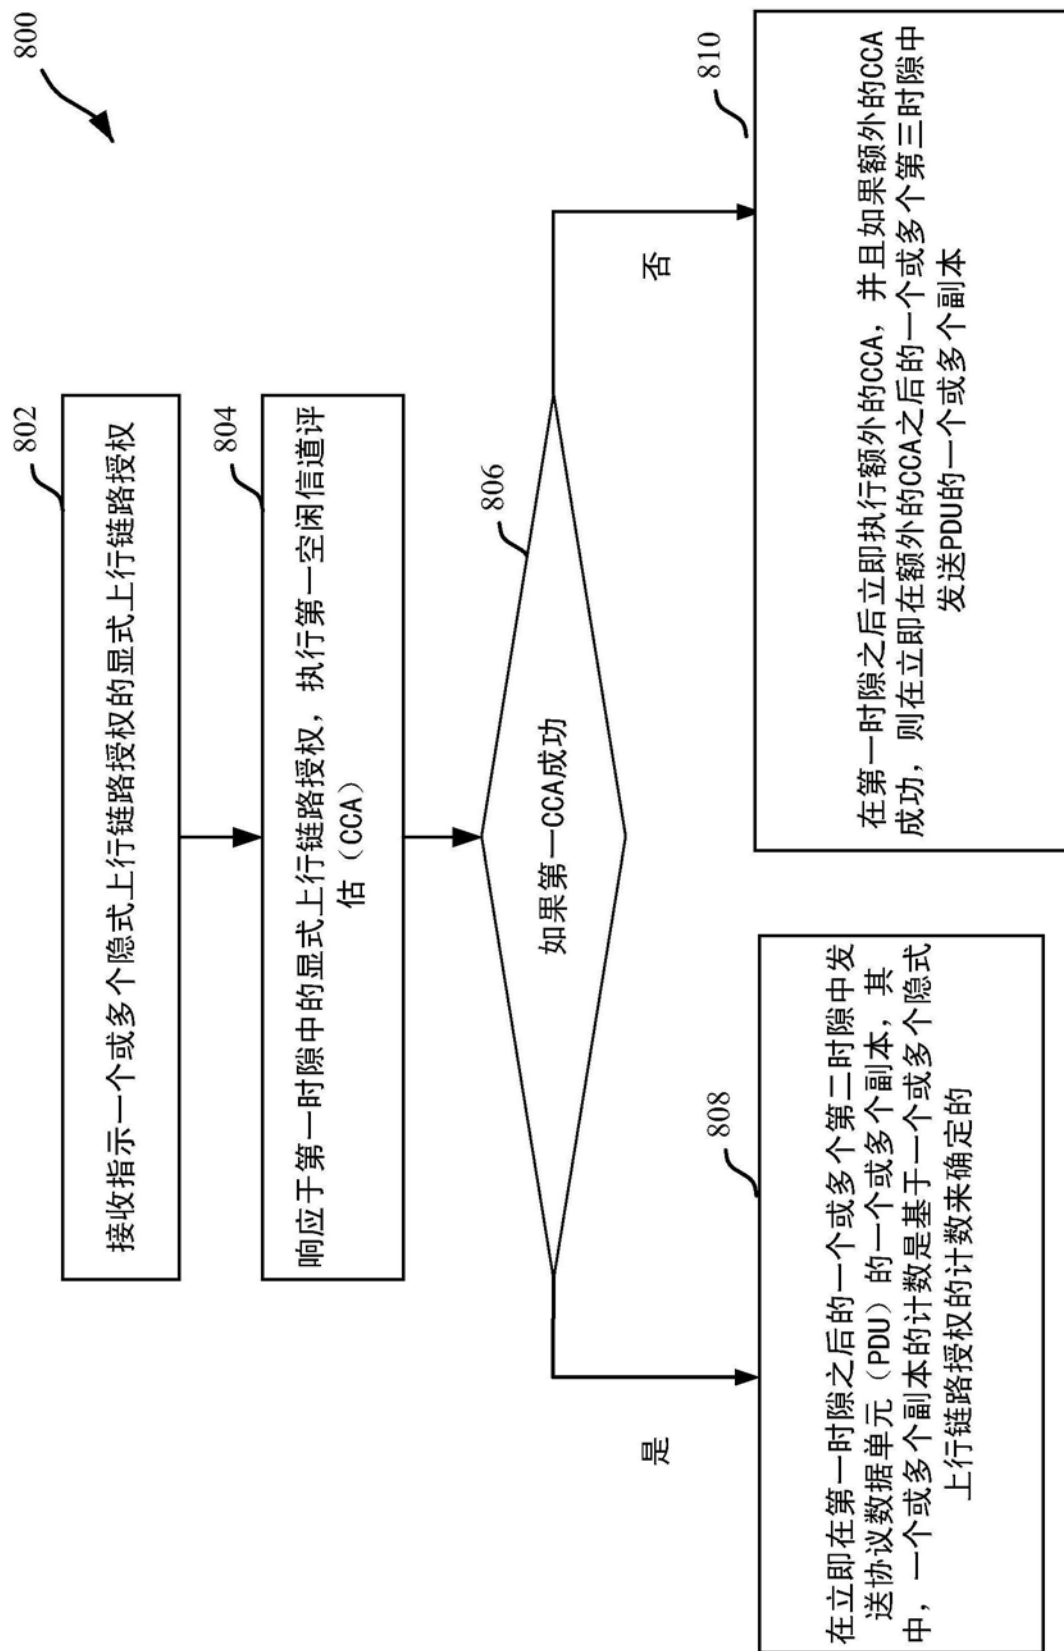 800
802
接收指示一个或多个隐式上行链路授权的显式上行链路授权
804
响应于第一时隙中的显式上行链路授权，执行第一空闲信道评
估（CCA）
806
如果第一CCA成功
是
否
808
在立即在第一时隙之后的一个或多个第二时隙中发
送协议数据单元（PDU）的一个或多个副本，其
中，一个或多个副本的计数是基于一个或多个隐式
上行链路授权的计数来确定的
810
在第一时隙之后立即执行额外的CCA，并且如果额外的CCA
成功，则在立即在额外的CCA之后的一个或多个第三时隙中
发送PDU的一个或多个副本